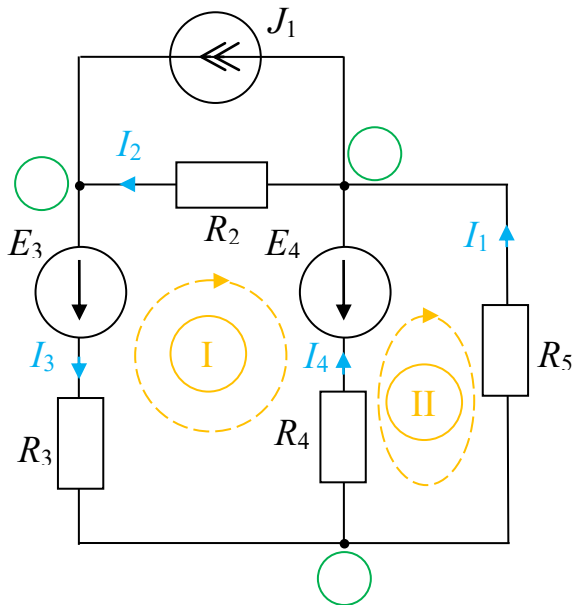 J₁
I₂
R₂
E₃
E₄
I₁
I
I₃
I₄
II
R₅
R₃
R₄